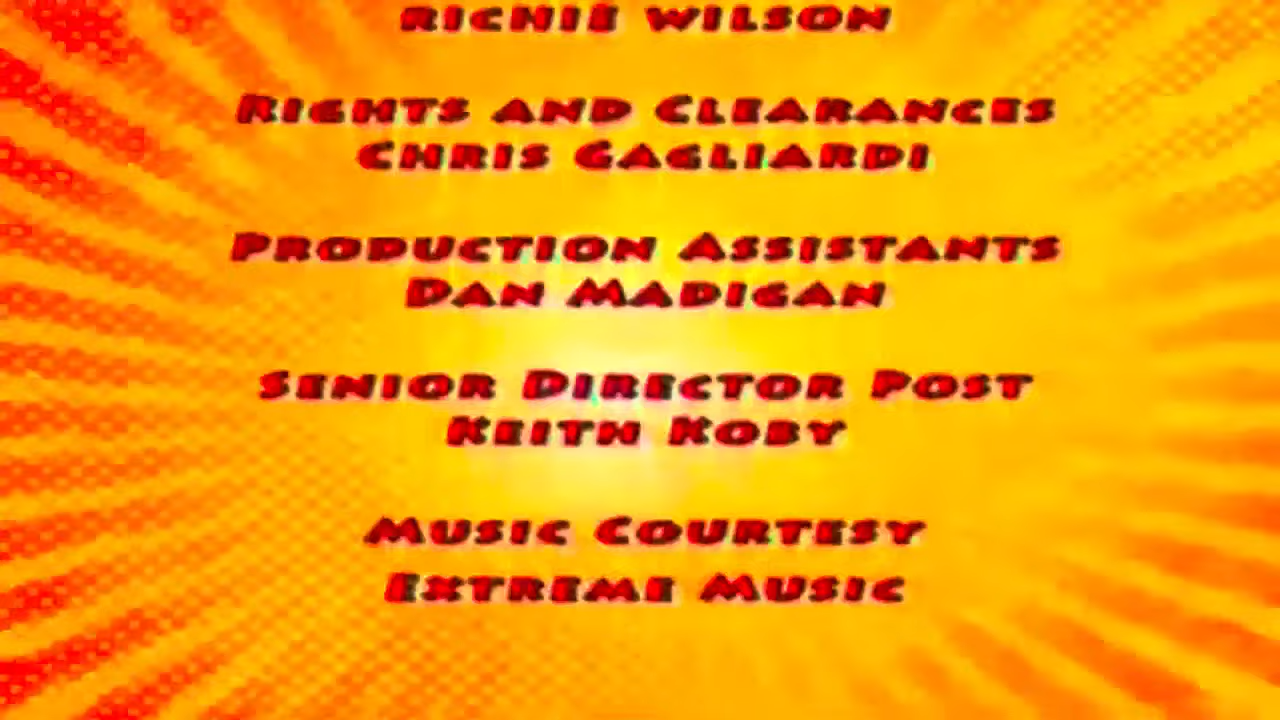 RICHIE WILSON
RIGHTS AND CLEARANCES
CHRIS GAGLIARDI
PRODUCTION ASSISTANTS
DAN MADIGAN
SENIOR DIRECTOR POST
KEITH KOBY
MUSIC COURTESY
EXTREME MUSIC